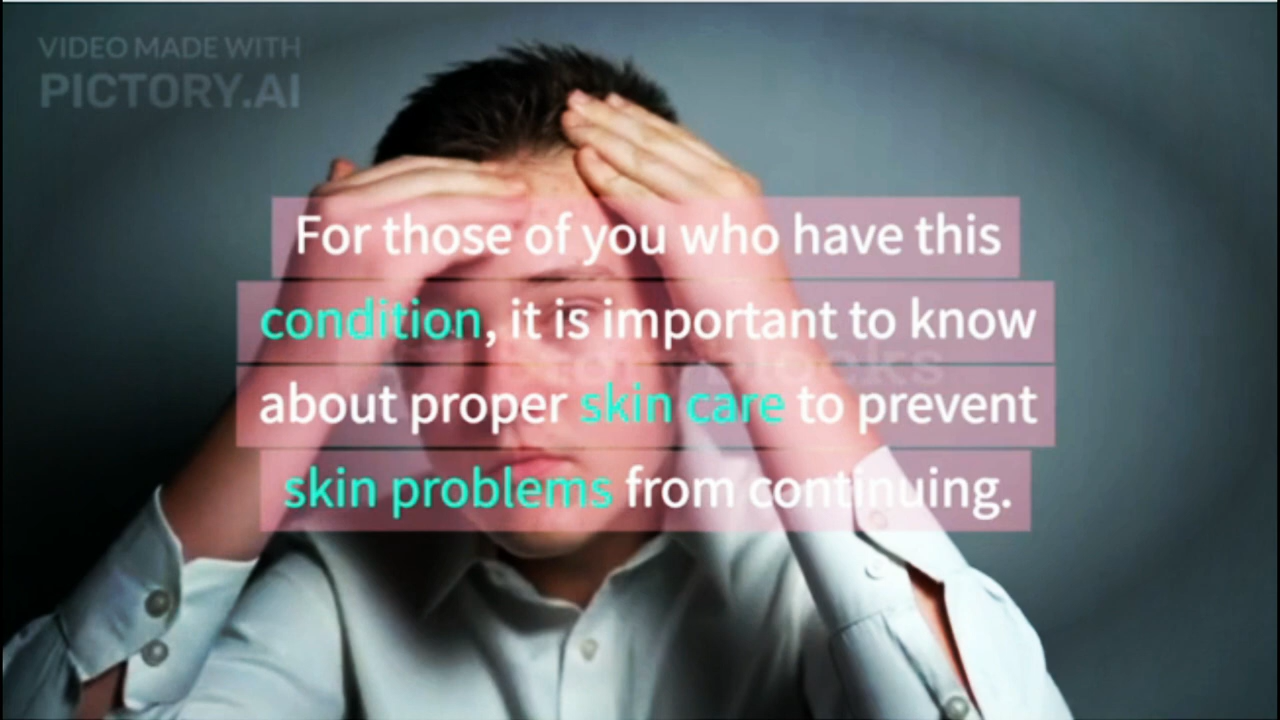 VIDEO MADE WITH
PICTORY.AI
For those of you who have this
condition, it is important to know
about proper skin care to prevent
skin problems from continuing.